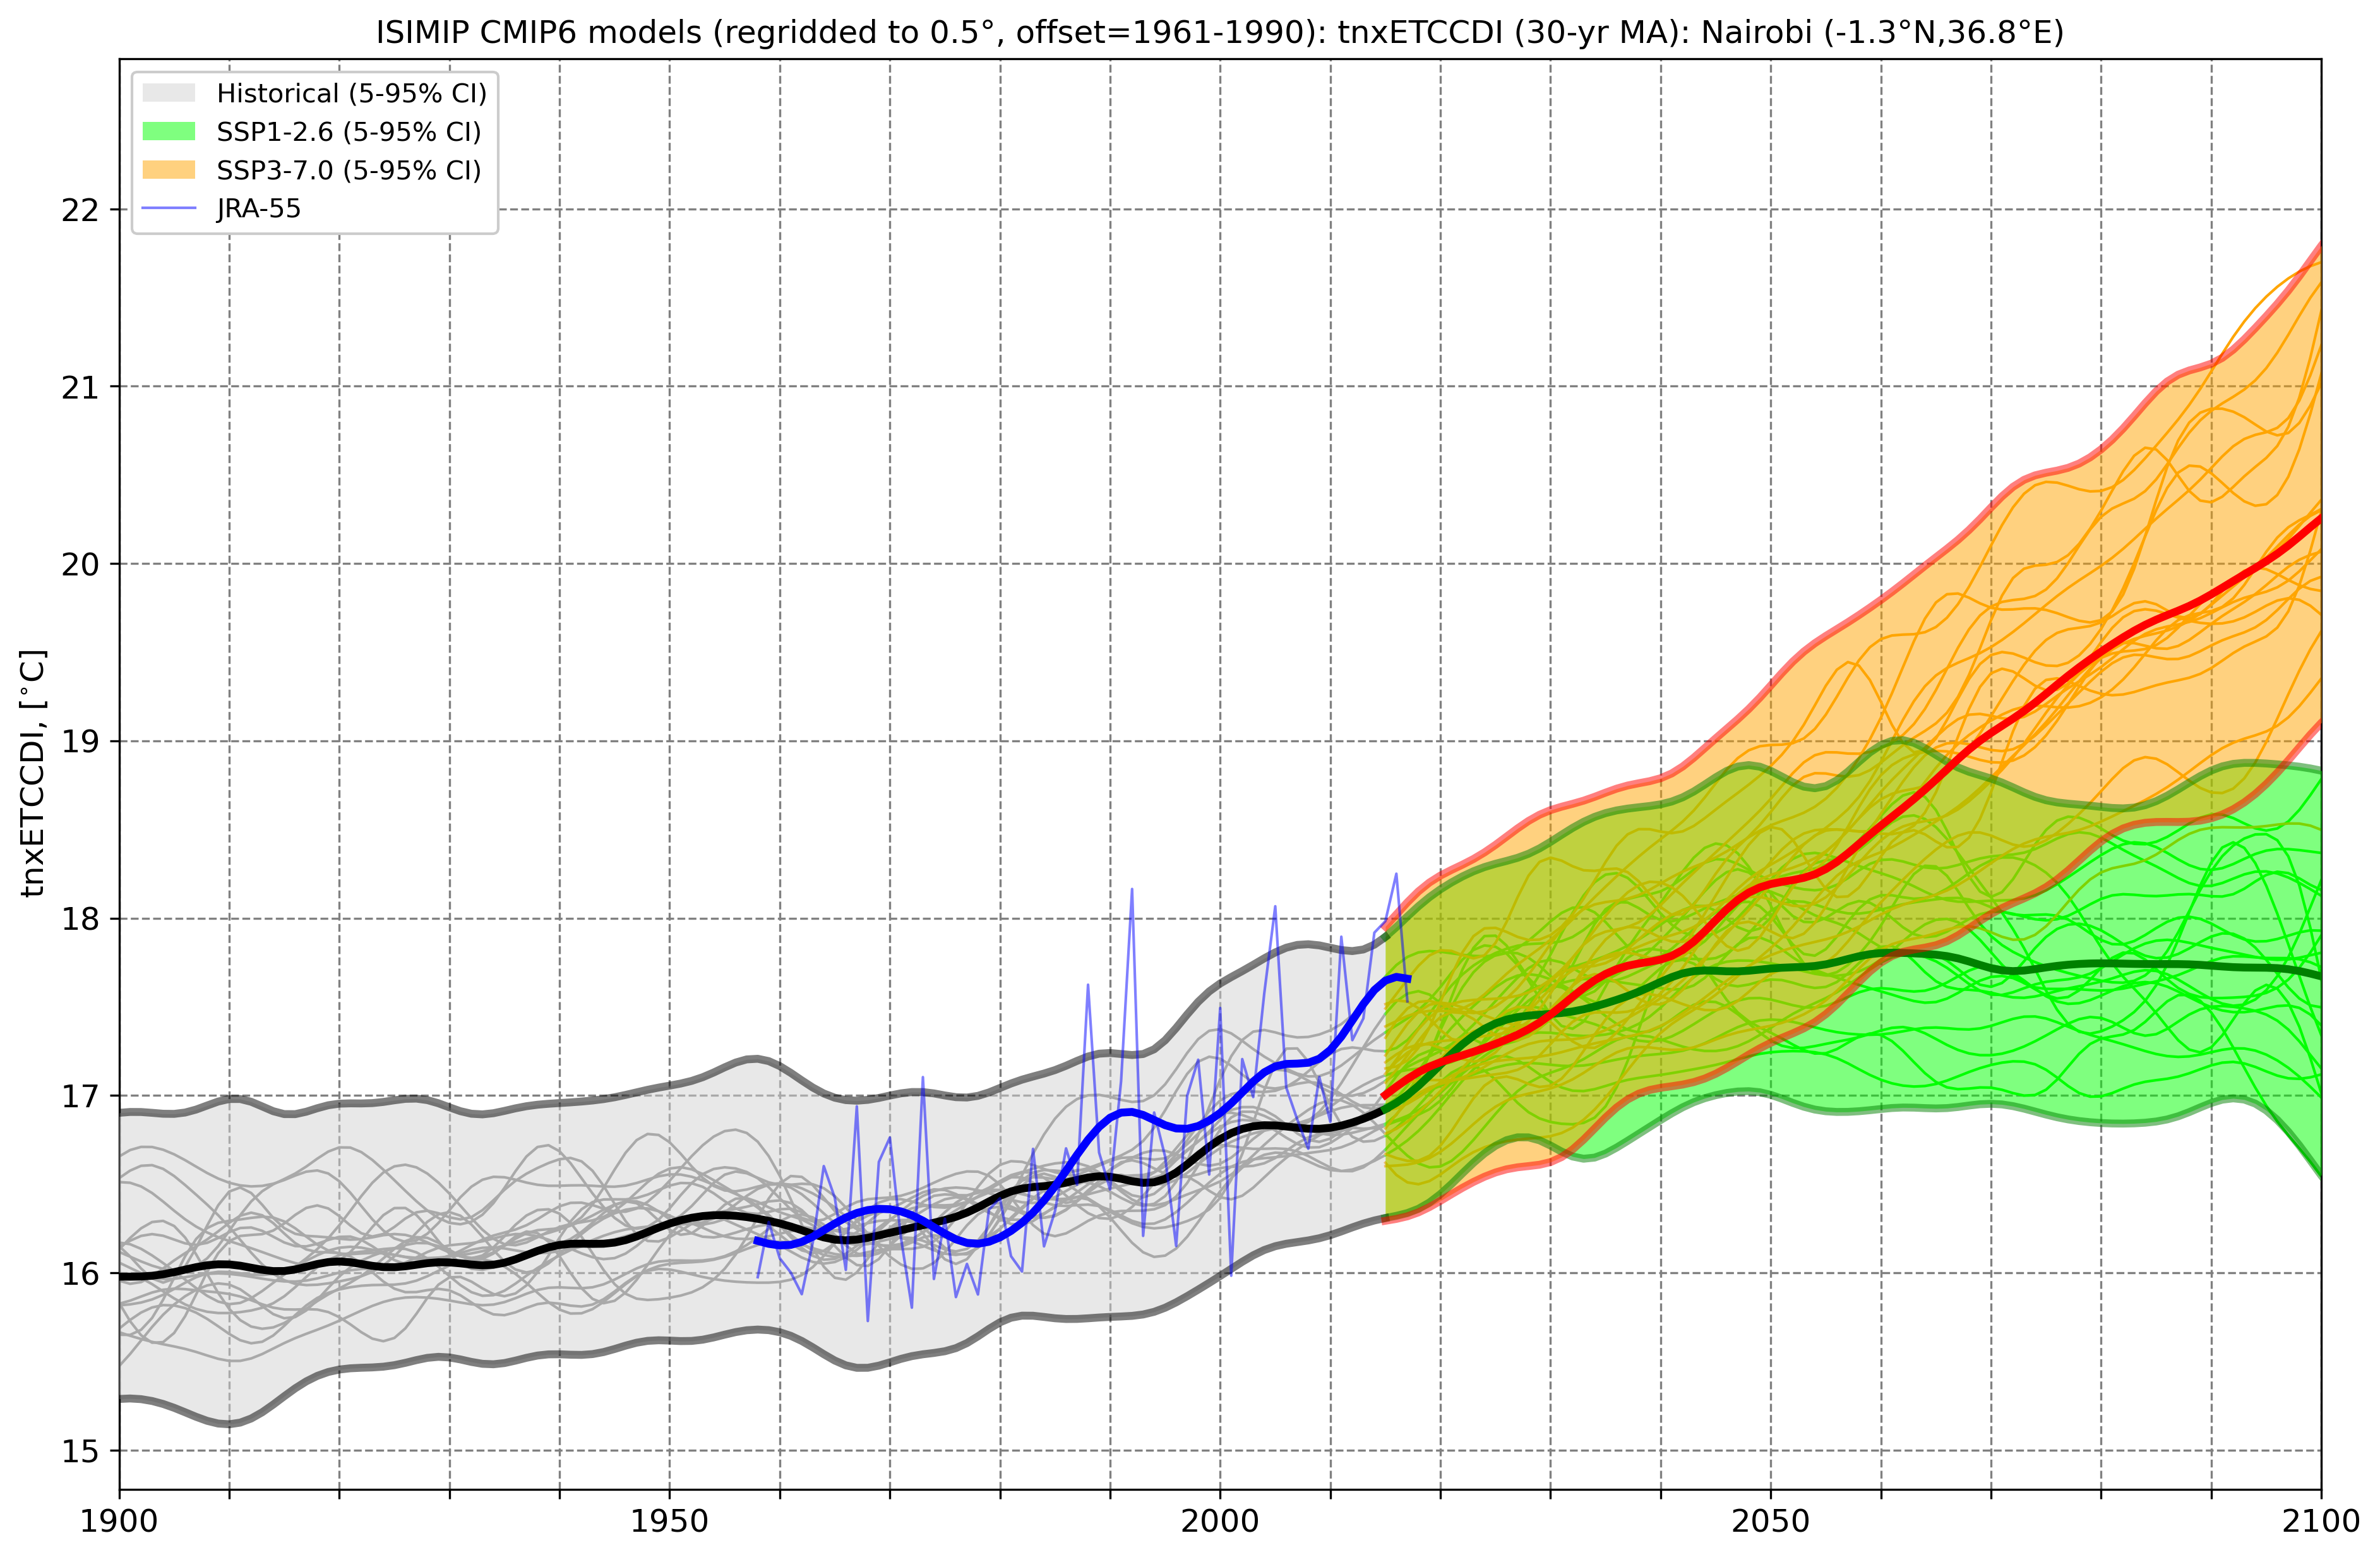 ISIMIP CMIP6 models (regridded to 0.5°, offset=1961-1990): tnxETCCDI (30-yr MA): Nairobi (-1.3°N,36.8°E)
Historical (5-95% CI)
SSP1-2.6 (5-95% CI)
SSP3-7.0 (5-95% CI)
JRA-55
tnxETCCDI, [°C]
22
21
20
19
18
17
16
15
1900
1950
2000
2050
2100